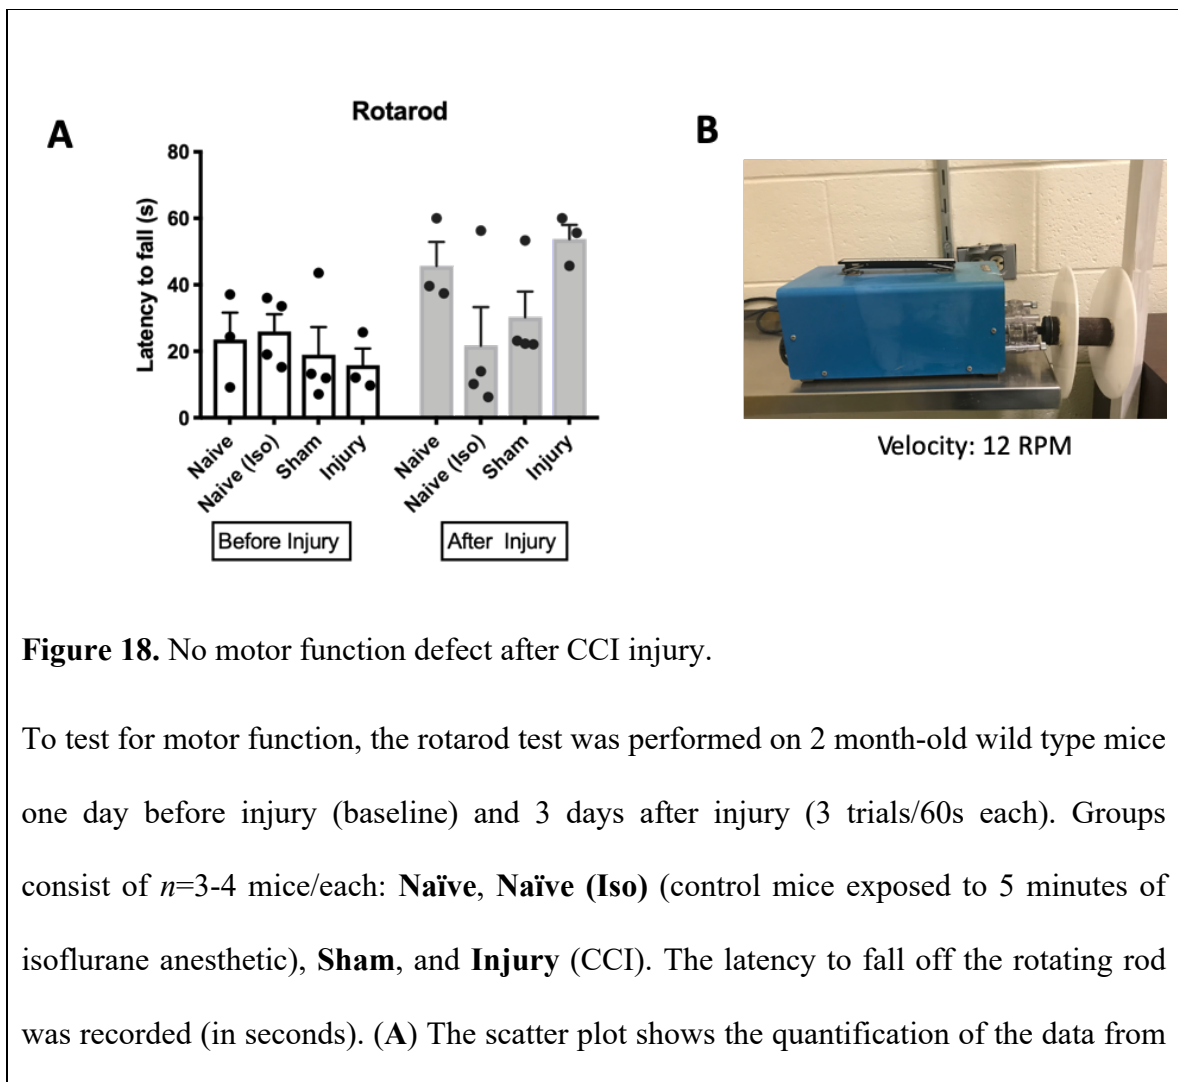 A
Rotarod
Latency to fall (s)
80
60
40
20
0
Naive
Naive (Iso)
Sham
Injury
Naive
Naive (Iso)
Sham
Injury
Before Injury
After Injury
B
Velocity: 12 RPM
Figure 18. No motor function defect after CCI injury.
To test for motor function, the rotarod test was performed on 2 month-old wild type mice
one day before injury (baseline) and 3 days after injury (3 trials/60s each). Groups
consist of n=3-4 mice/each: Naïve, Naïve (Iso) (control mice exposed to 5 minutes of
isoflurane anesthetic), Sham, and Injury (CCI). The latency to fall off the rotating rod
was recorded (in seconds). (A) The scatter plot shows the quantification of the data from